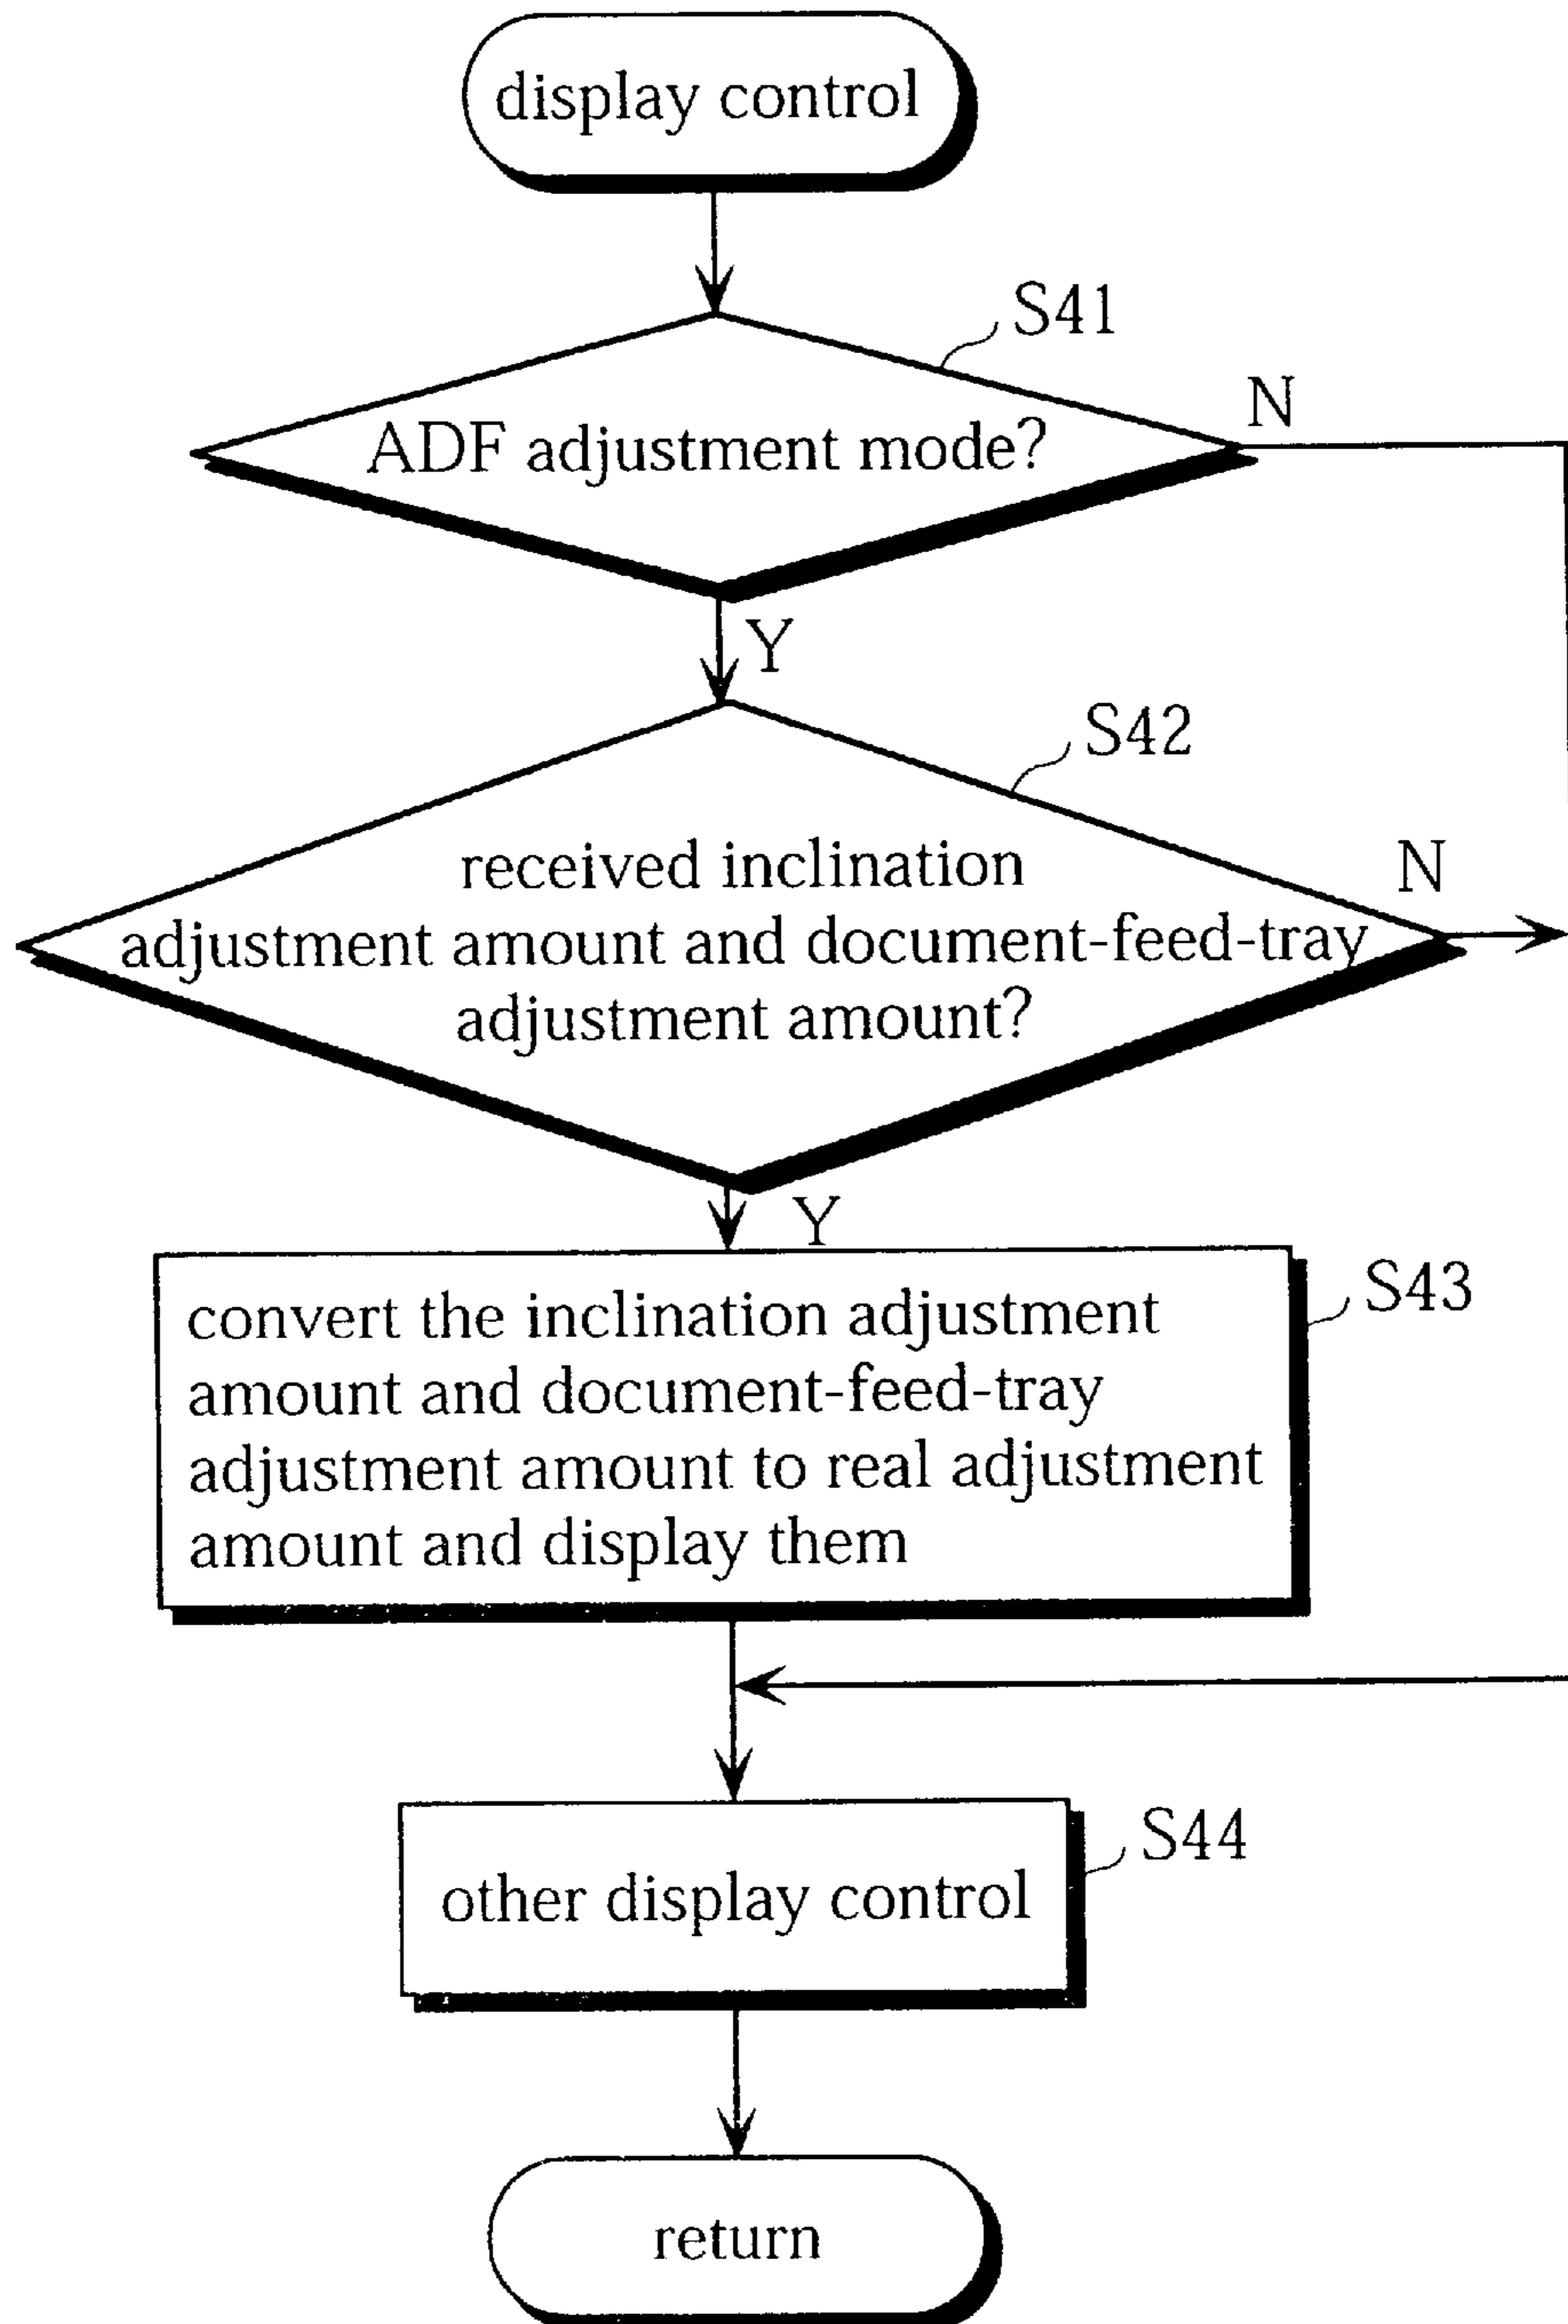 display control
S41
N
ADF adjustment mode?
Y
S42
N
received inclination
adjustment amount and document-feed-tray
adjustment amount?
Y
S43
convert the inclination adjustment
amount and document-feed-tray
adjustment amount to real adjustment
amount and display them
S44
other display control
return